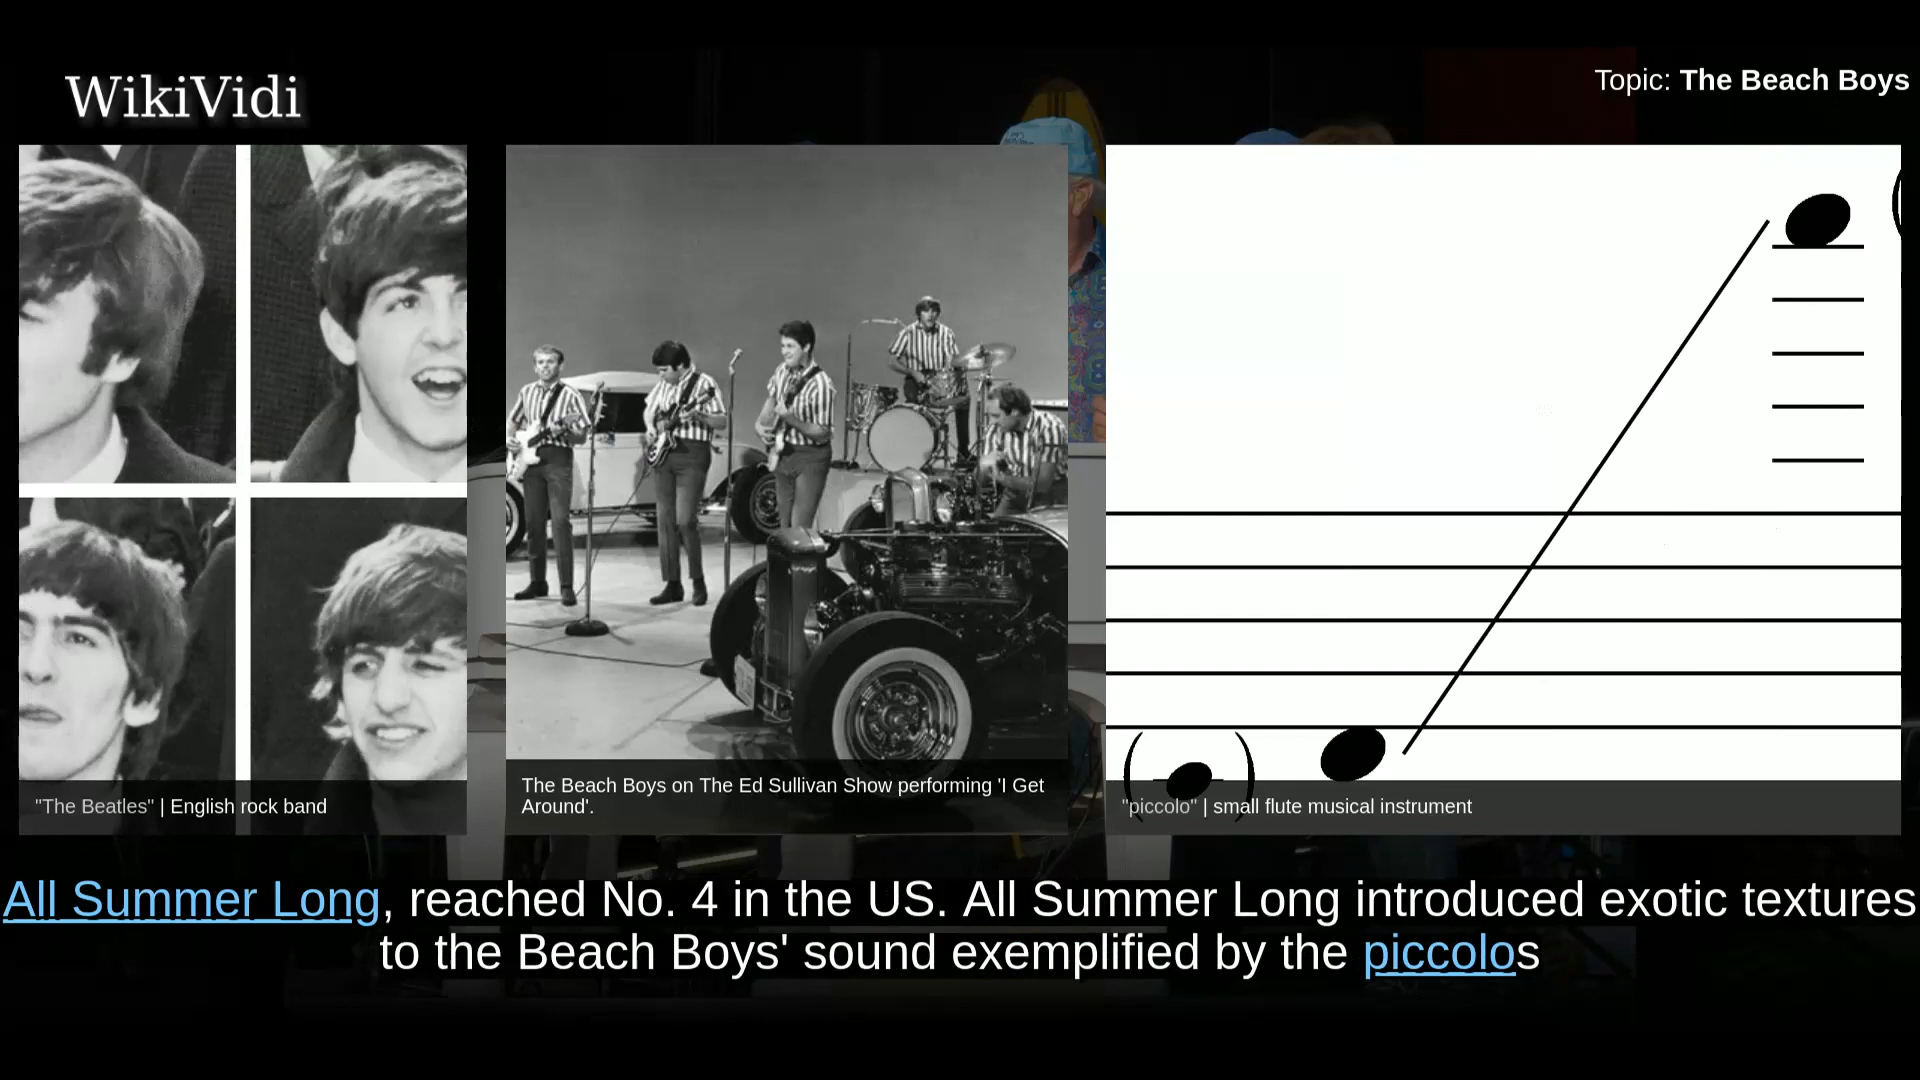 WikiVidi
Topic: The Beach Boys
"The Beatles" | English rock band
The Beach Boys on The Ed Sullivan Show performing 'I Get
Around'.
"piccolo" | small flute musical instrument
All Summer Long, reached No. 4 in the US. All Summer Long introduced exotic textures
to the Beach Boys' sound exemplified by the piccolos